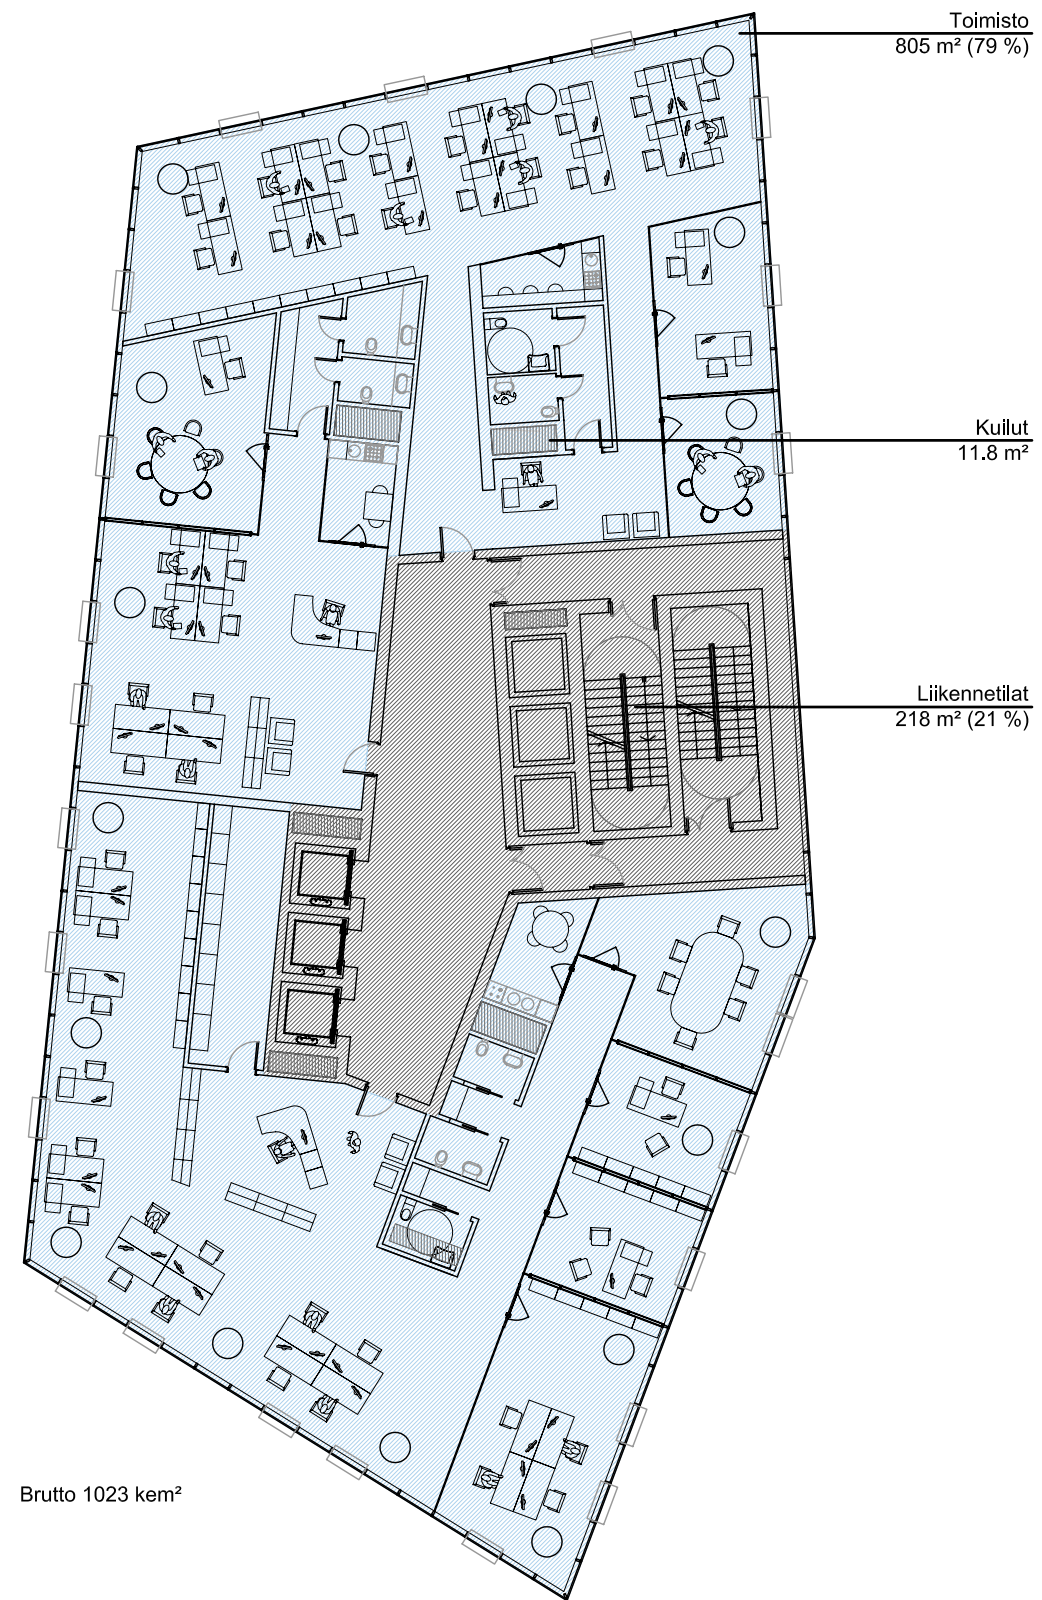 Toimisto
805 m² (79 %)
Kuilut
11.8 m²
Liikennetilat
218 m² (21 %)
Brutto 1023 kem²